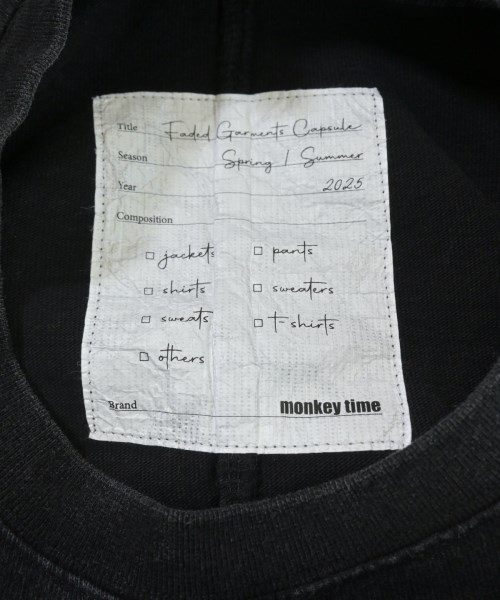 Title Faded Garments Capsule
Season Spring / Summer
Year 2025
Composition
□ jackets □ pants
□ shirts □ sweaters
□ sweats □ t-shirts
□ others
Brand monkey time